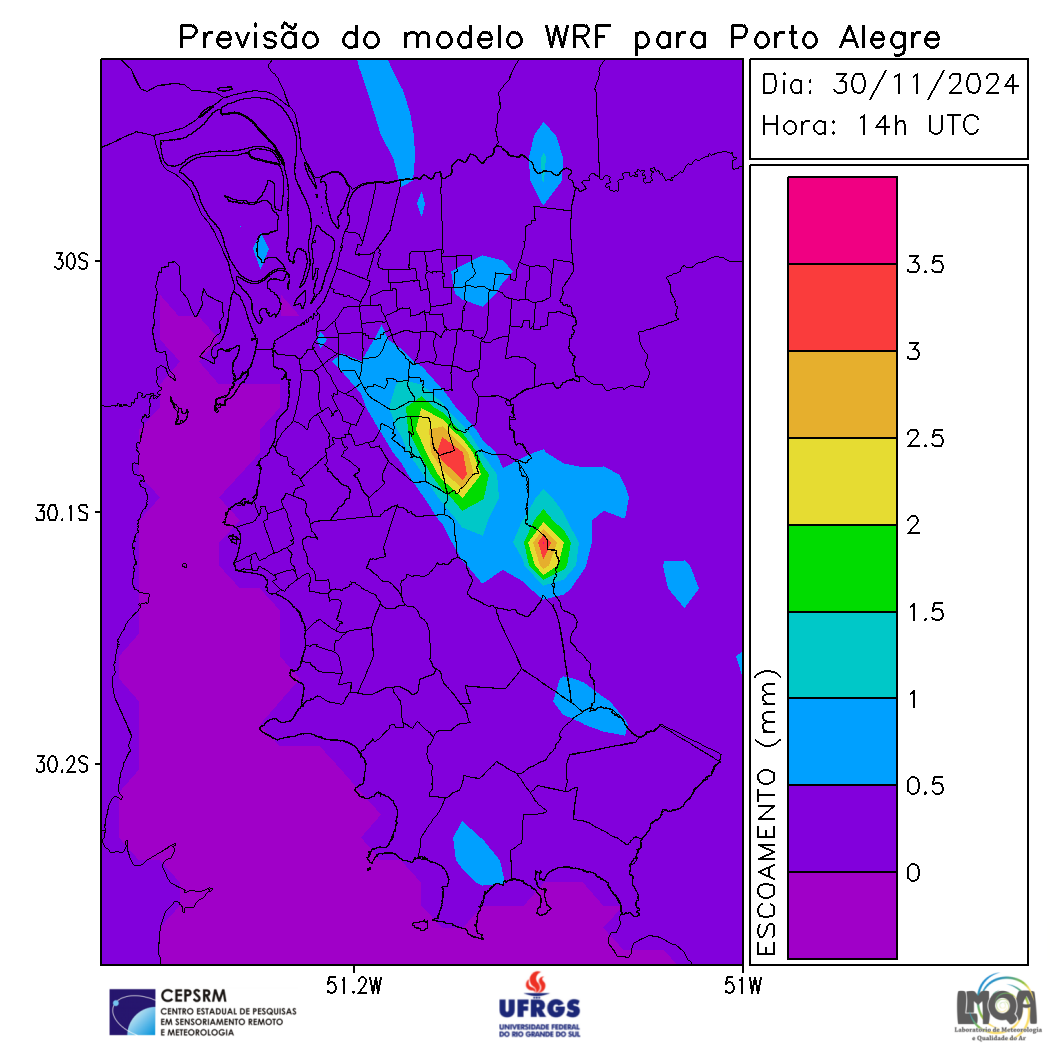 Previsão do modelo WRF para Porto Alegre
Dia: 30/11/2024
Hora: 14h UTC
30S
30.1S
30.2S
51.2W
51W
ESCOAMENTO (mm)
3.5
3
2.5
2
1.5
1
0.5
0
CEPSRM
CENTRO ESTADUAL DE PESQUISAS
EM SENSORIAMENTO REMOTO
E METEOROLOGIA
UFRGS
UNIVERSIDADE FEDERAL
DO RIO GRANDE DO SUL
LMQA
Laboratório de Meteorologia
e Qualidade do Ar